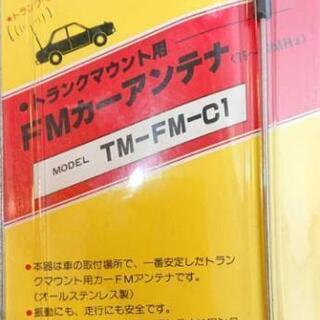 ●トランク
●トランクマウント用
FMカーアンテナ
MODEL TM-FM-C1
●本器は車の取付場所で、一番安定したトラン
クマウント用カーFMアンテナです。
(オールステンレス製)
●振動にも、走行にも安全です。